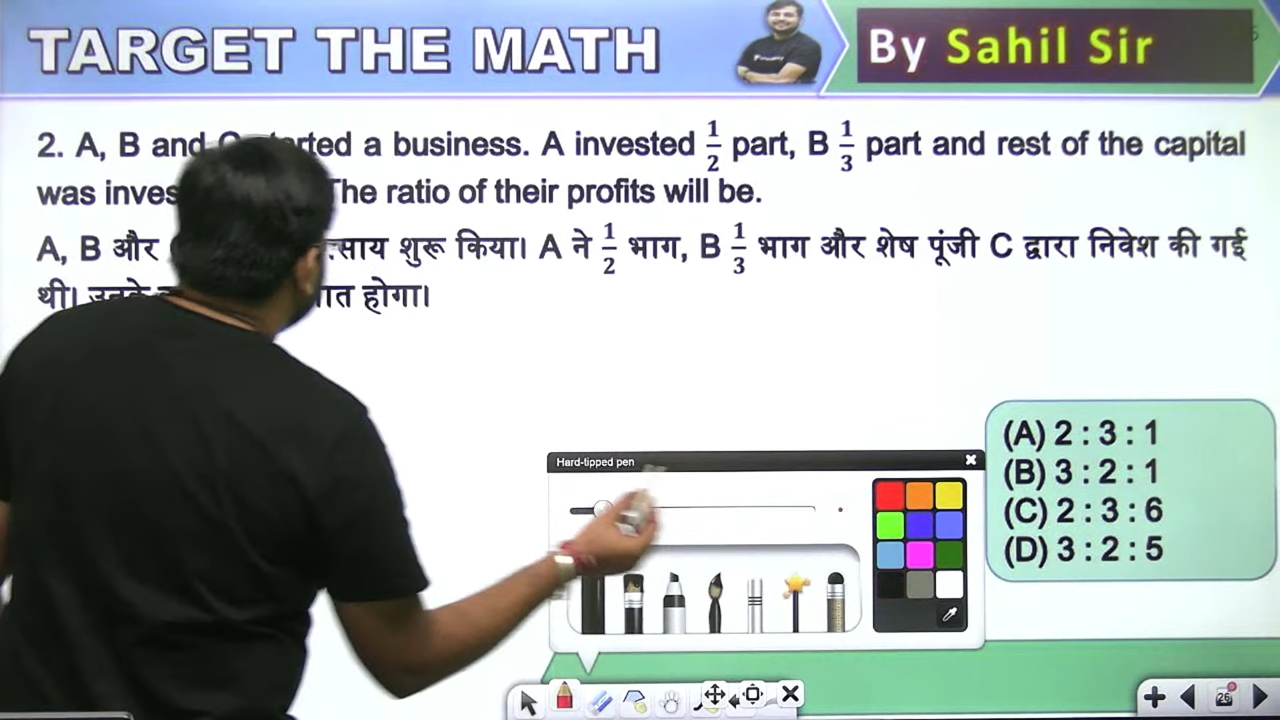 TARGET THE MATH
By Sahil Sir
2. A, B and started a business. A invested 1/2 part, B 1/3 part and rest of the capital
was The ratio of their profits will be.
A, B और शुरू किया। A ने 1/2 भाग, B 1/3 भाग और शेष पूंजी C द्वारा निवेश की गई
थी। होगा।
Hard-tipped pen
(A) 2 : 3 : 1
(B) 3 : 2 : 1
(C) 2 : 3 : 6
(D) 3 : 2 : 5
26